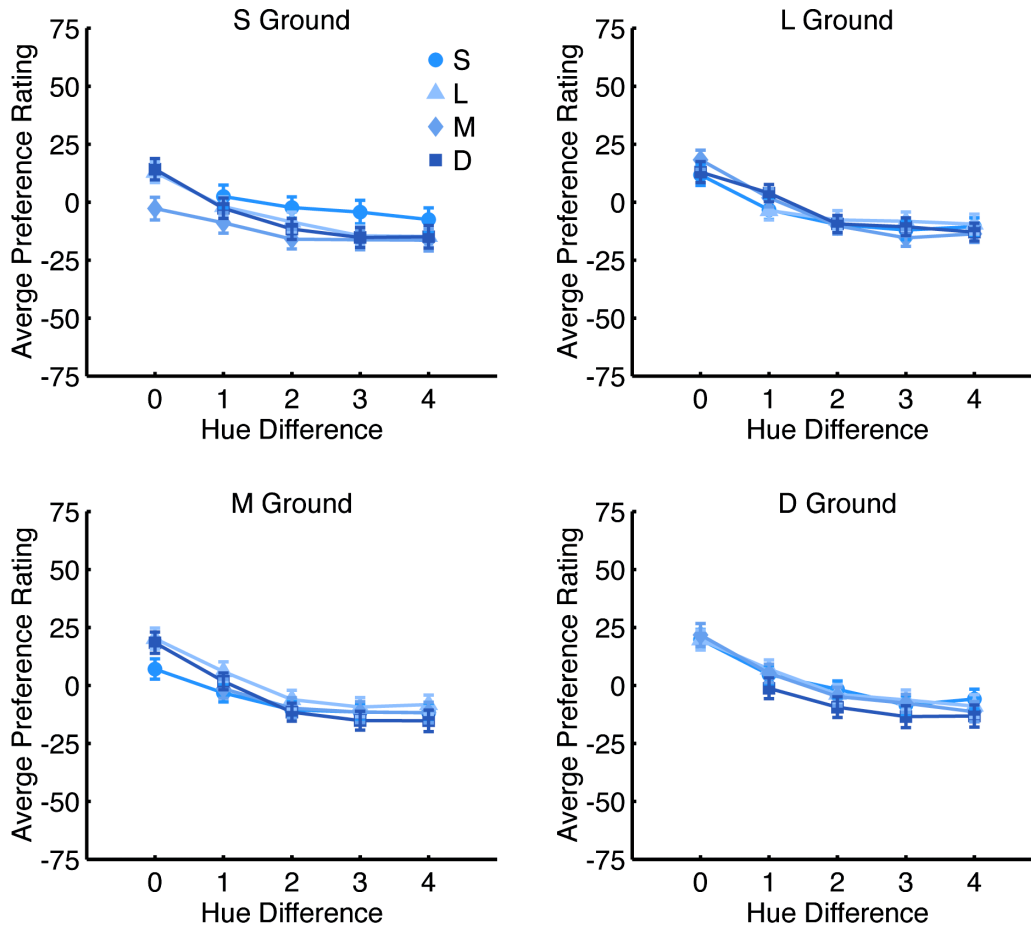 S Ground
Averge Preference Rating
75
50
25
0
-25
-50
-75
S
L
M
D
0 1 2 3 4
Hue Difference
L Ground
Averge Preference Rating
75
50
25
0
-25
-50
-75
0 1 2 3 4
Hue Difference
M Ground
Averge Preference Rating
75
50
25
0
-25
-50
-75
0 1 2 3 4
Hue Difference
D Ground
Averge Preference Rating
75
50
25
0
-25
-50
-75
0 1 2 3 4
Hue Difference